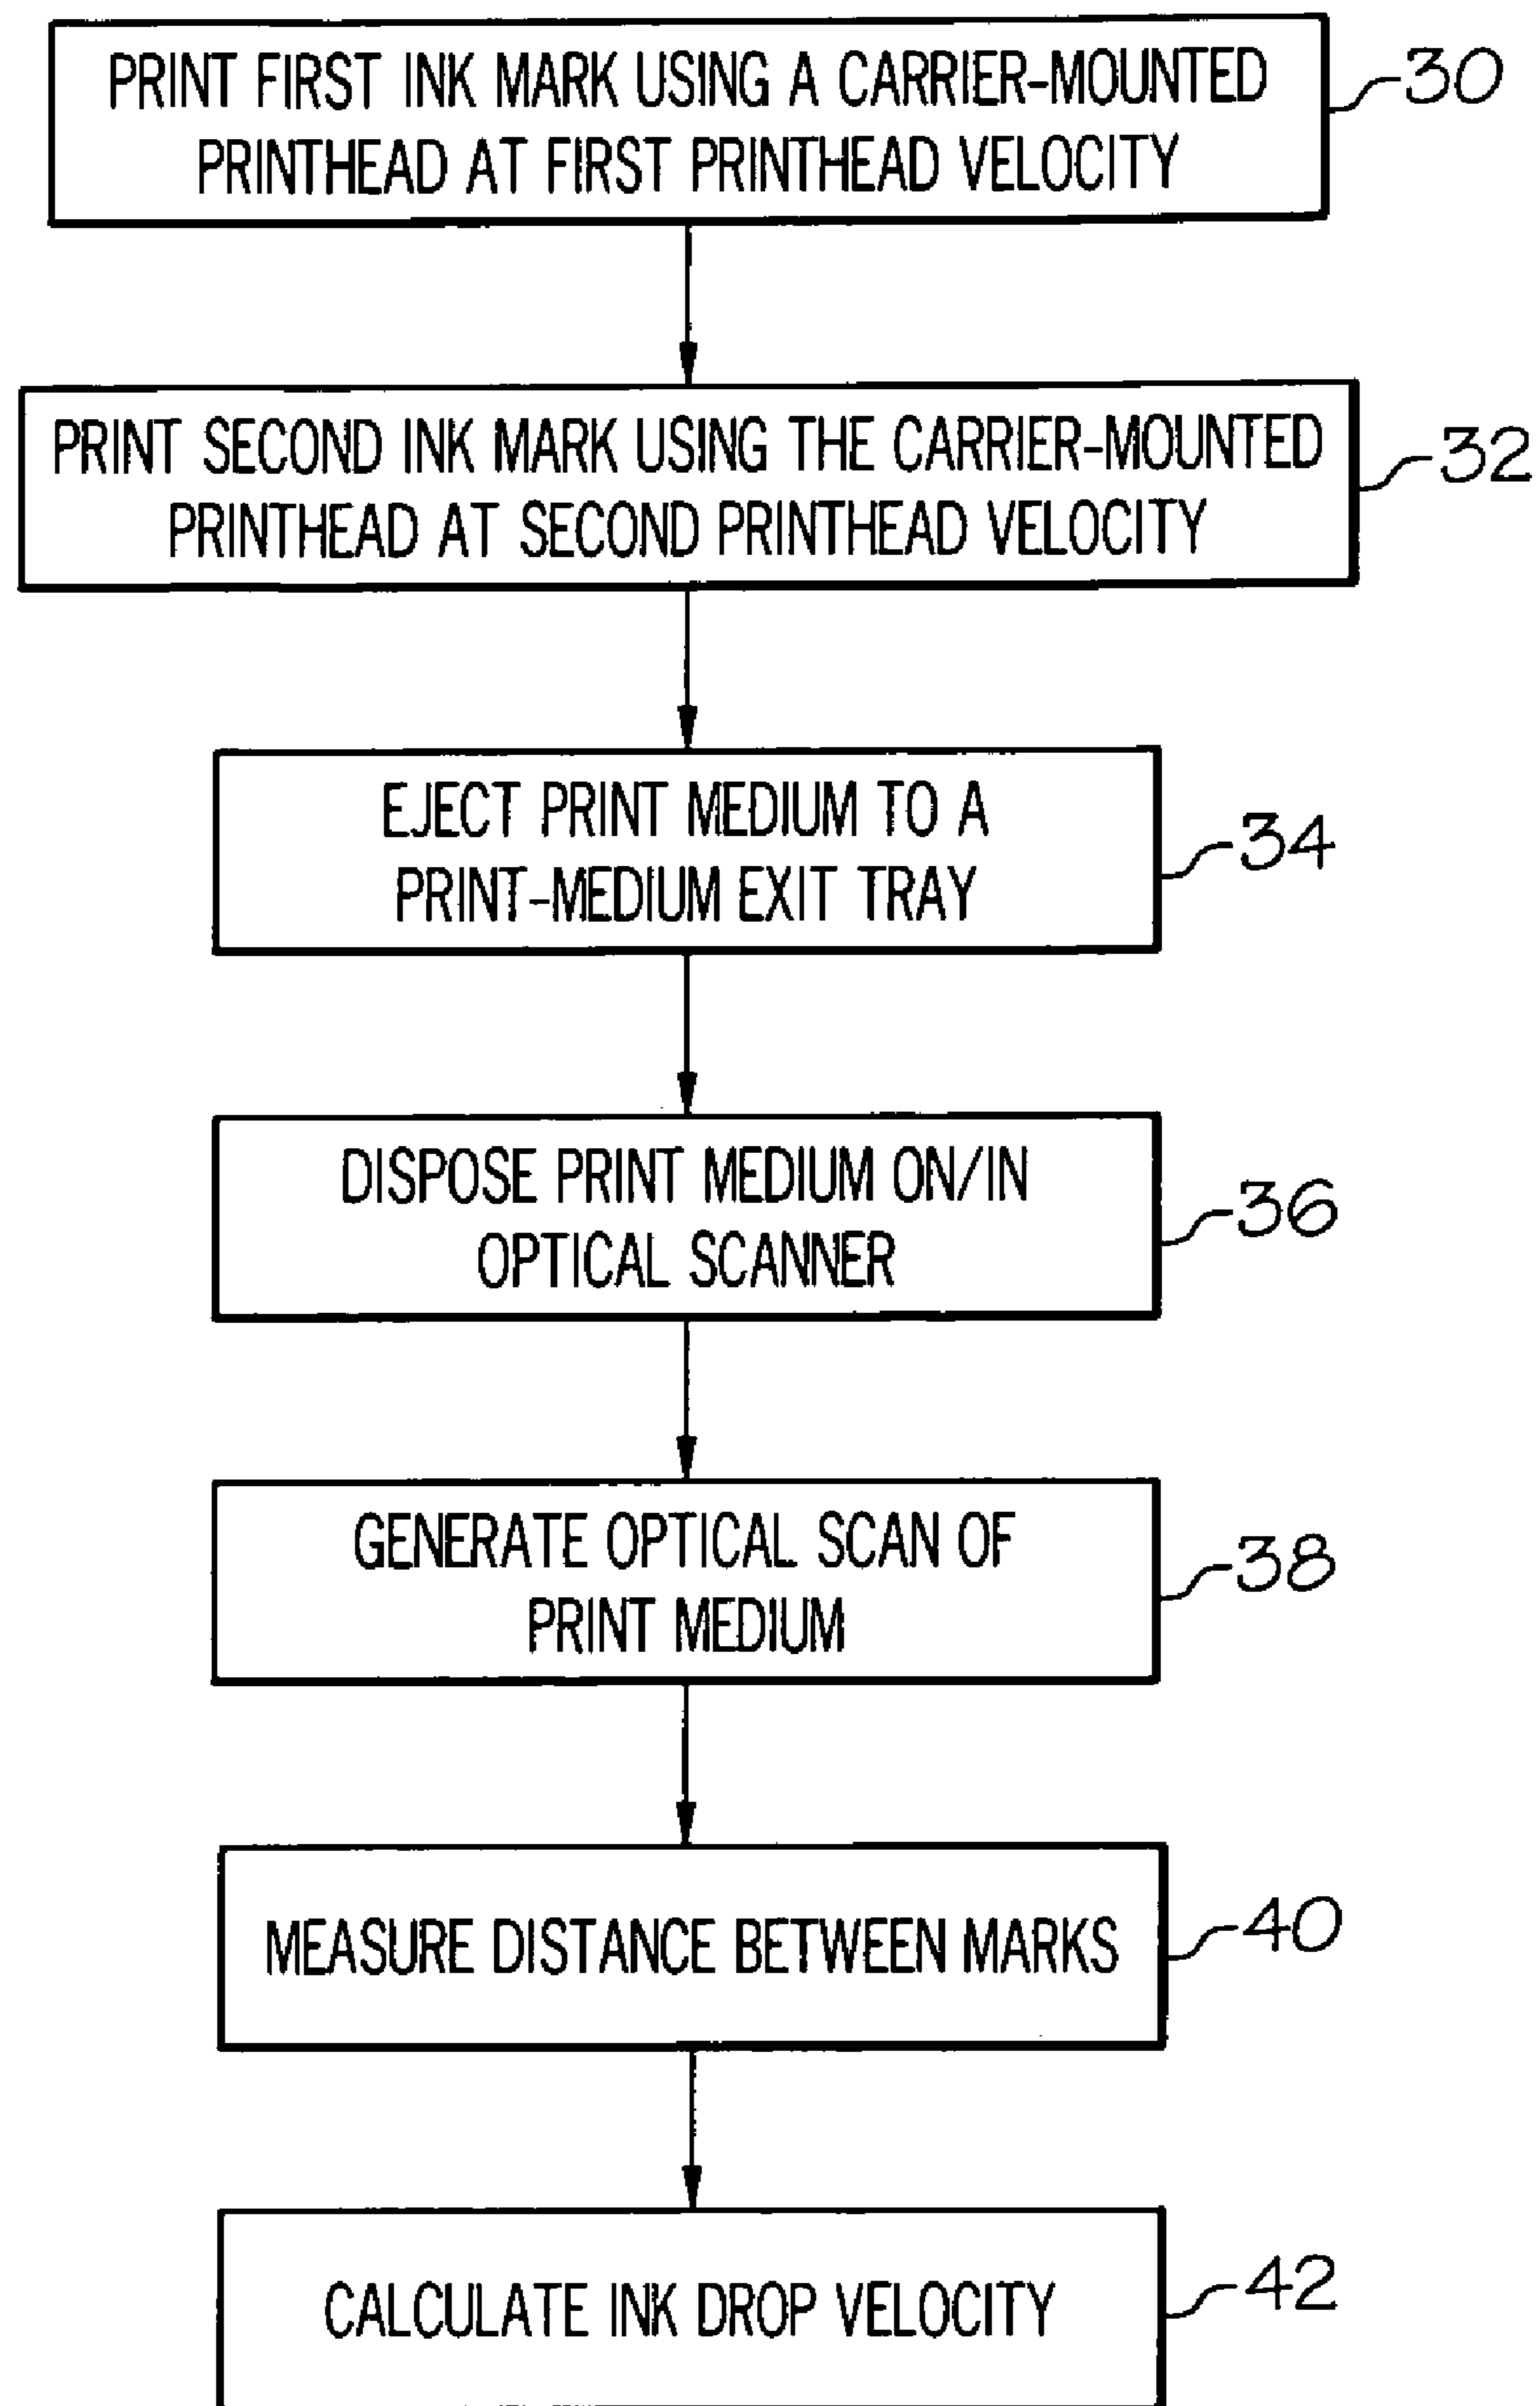 PRINT FIRST INK MARK USING A CARRIER-MOUNTED
PRINTHEAD AT FIRST PRINTHEAD VELOCITY
30
PRINT SECOND INK MARK USING THE CARRIER-MOUNTED
PRINTHEAD AT SECOND PRINTHEAD VELOCITY
32
EJECT PRINT MEDIUM TO A
PRINT-MEDIUM EXIT TRAY
34
DISPOSE PRINT MEDIUM ON/IN
OPTICAL SCANNER
36
GENERATE OPTICAL SCAN OF
PRINT MEDIUM
38
MEASURE DISTANCE BETWEEN MARKS
40
CALCULATE INK DROP VELOCITY
42